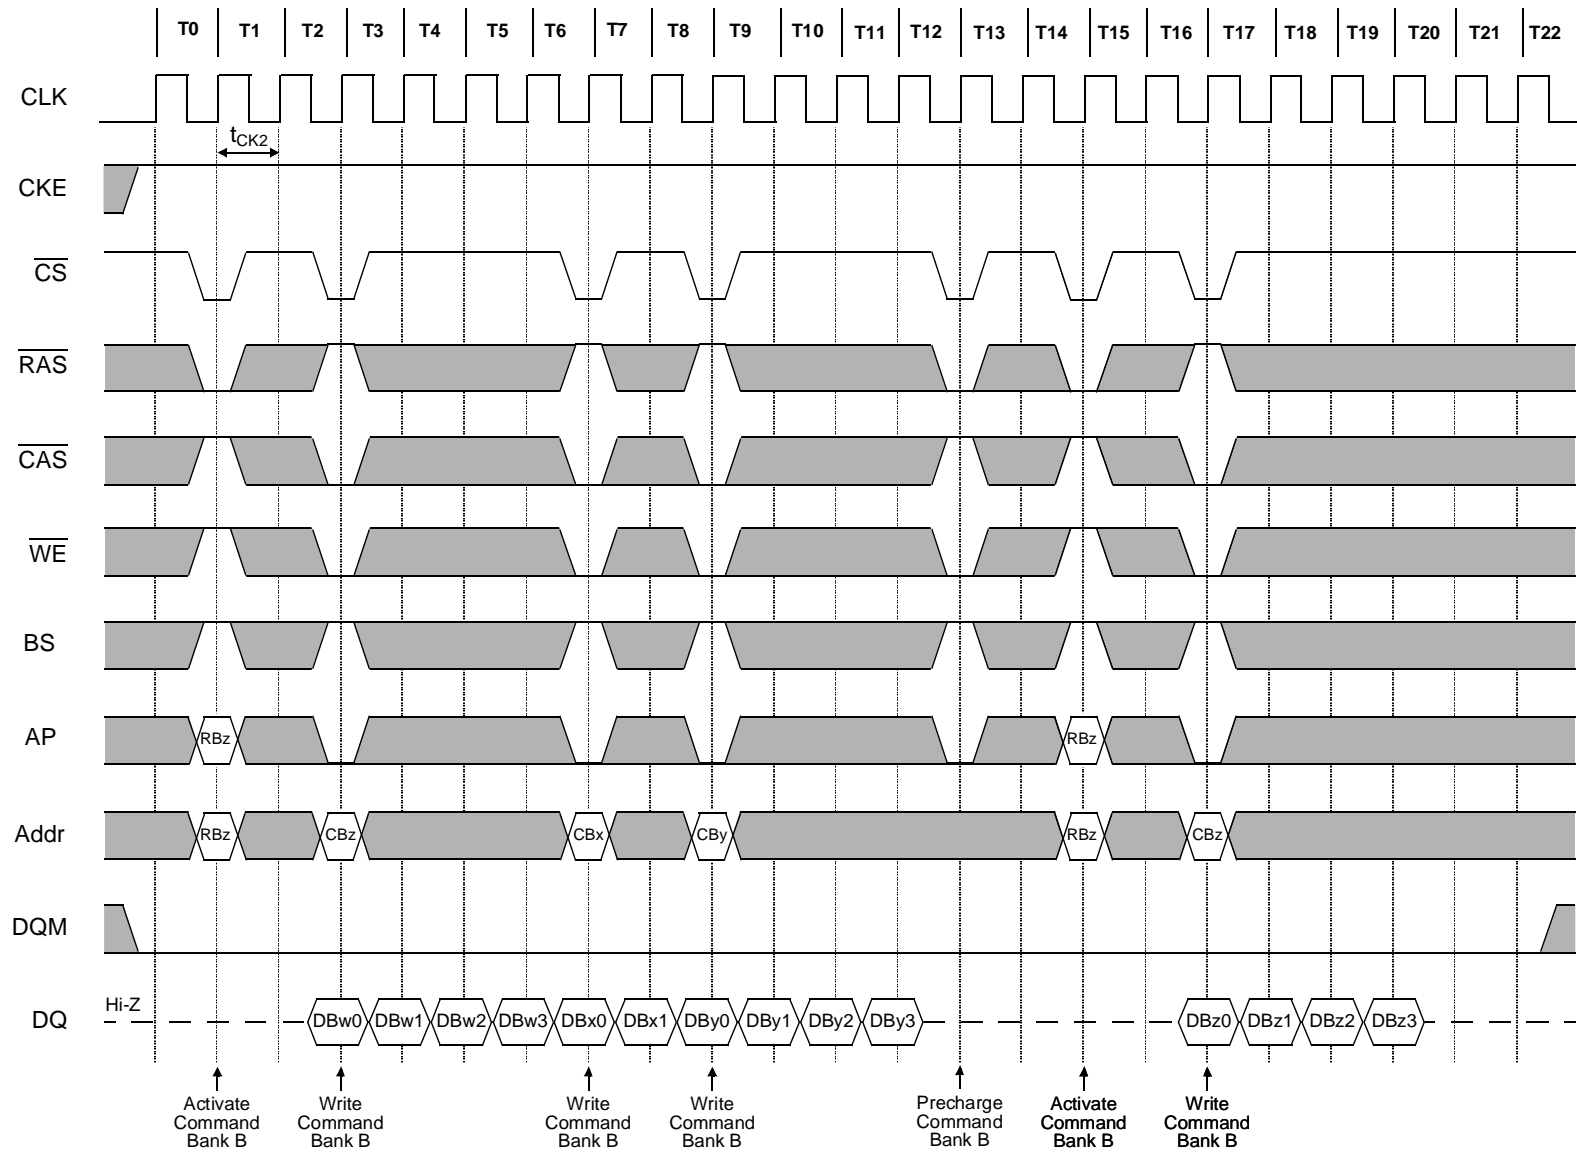 T0 T1 T2 T3 T4 T5 T6 T7 T8 T9 T10 T11 T12 T13 T14 T15 T16 T17 T18 T19 T20 T21 T22
CLK
tCK2
CKE
CS
RAS
CAS
WE
BS
AP RBz RBz
Addr RBz CBz CBx CBy RBz CBz
DQM
Hi-Z
DQ DBw0 DBw1 DBw2 DBw3 DBx0 DBx1 DBy0 DBy1 DBy2 DBy3 DBz0 DBz1 DBz2 DBz3
Activate
Command
Bank B
Write
Command
Bank B
Write
Command
Bank B
Write
Command
Bank B
Precharge
Command
Bank B
Activate
Command
Bank B
Write
Command
Bank B